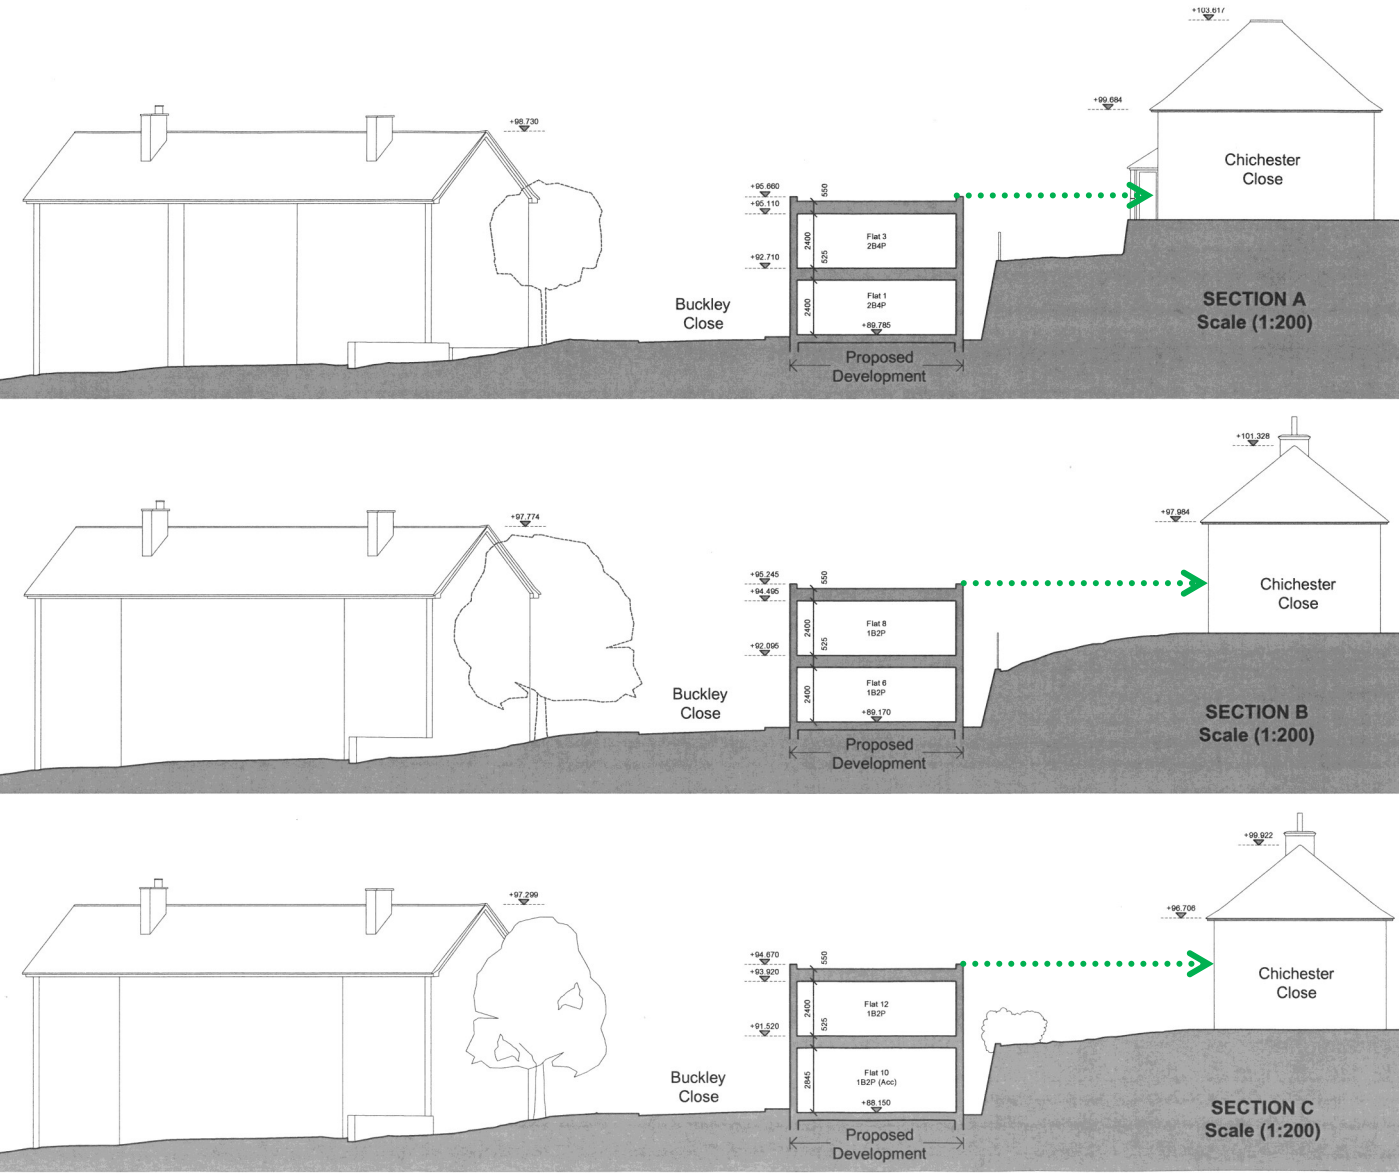 +103.617
+99.684
+98.730
Chichester
Close
+95.660
550
+95.110
Flat 3
2B4P
2400
525
+92.710
Flat 1
2B4P
2400
Buckley
Close
+89.785
SECTION A
Scale (1:200)
Proposed
Development
+101.328
+97.984
+97.774
+95.245
550
+94.495
Chichester
Close
Flat 8
1B2P
2400
525
+92.095
Flat 6
1B2P
2400
Buckley
Close
+89.170
SECTION B
Scale (1:200)
Proposed
Development
+99.922
+96.706
+97.299
+94.670
550
+93.920
Chichester
Close
Flat 12
1B2P
2400
525
+91.520
Flat 10
1B2P (Acc)
2845
Buckley
Close
+88.150
SECTION C
Scale (1:200)
Proposed
Development